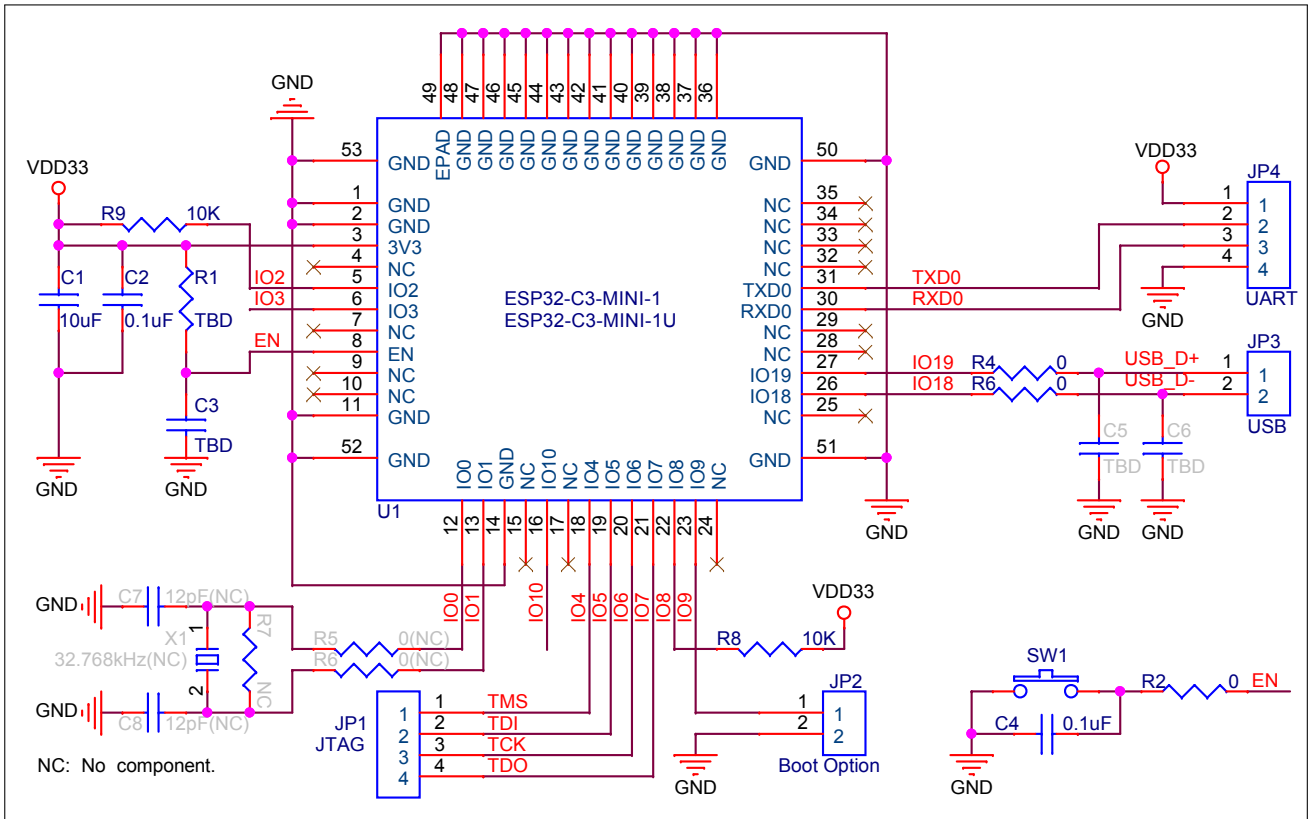 GND
49
48
47
46
45
44
43
42
41
40
39
38
37
36
EPAD
GND
GND
GND
GND
GND
GND
GND
GND
GND
GND
GND
GND
GND
53
GND
50
GND
VDD33
R9
10K
1
GND
2
GND
3
3V3
4
NC
IO2
5
IO2
IO3
6
IO3
7
NC
EN
8
EN
9
NC
10
NC
11
GND
52
GND
C1
10uF
C2
0.1uF
R1
TBD
C3
TBD
GND
GND
ESP32-C3-MINI-1
ESP32-C3-MINI-1U
35
NC
34
NC
33
NC
32
NC
31
TXD0
TXD0
30
RXD0
RXD0
29
NC
28
NC
27
IO19
IO19
R4
0
USB_D+
26
IO18
IO18
R6
0
USB_D-
25
NC
51
GND
GND
VDD33
JP4
1
1
2
2
3
3
4
4
UART
GND
JP3
1
1
2
2
USB
C5
TBD
C6
TBD
GND
GND
U1
IO0
IO1
GND
NC
IO10
NC
IO4
IO5
IO6
IO7
IO8
IO9
NC
12
13
14
15
16
17
18
19
20
21
22
23
24
IO0
IO1
IO10
IO4
IO5
IO6
IO7
IO8
IO9
GND
C7
12pF(NC)
X1
1
32.768kHz(NC)
2
R7
NC
GND
C8
12pF(NC)
R5
0(NC)
R6
0(NC)
NC: No component.
JP1
JTAG
1
1
TMS
2
2
TDI
3
3
TCK
4
4
TDO
VDD33
R8
10K
JP2
1
1
2
2
Boot Option
GND
SW1
R2
0
EN
C4
0.1uF
GND